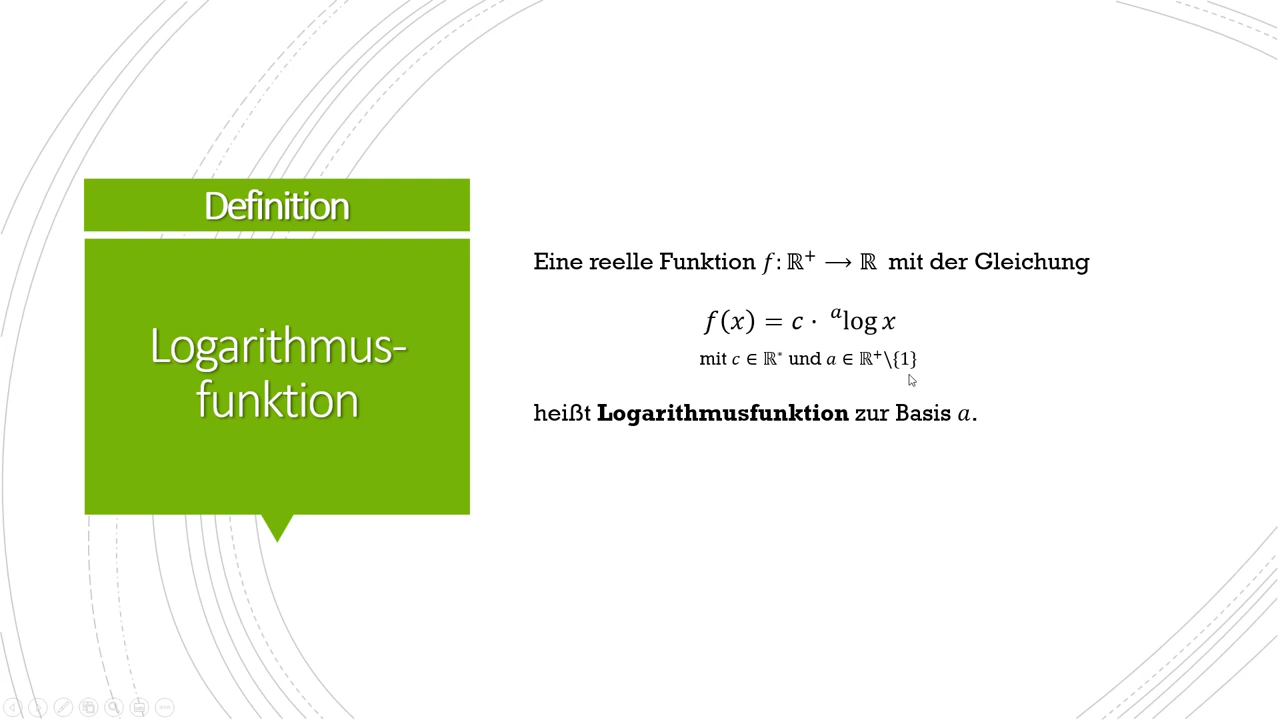 Definition
Logarithmus-
funktion
Eine reelle Funktion f: ℝ⁺ ⟶ ℝ mit der Gleichung
f(x) = c · ᵃlog x
mit c ∈ ℝ* und a ∈ ℝ⁺\{1}
heißt Logarithmusfunktion zur Basis a.